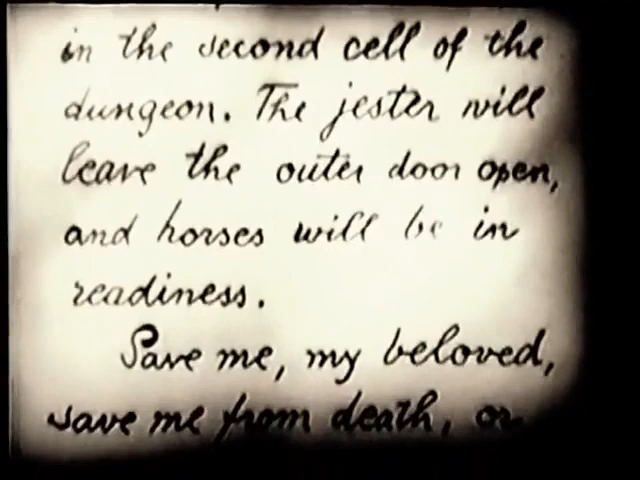 in the second cell of the
dungeon. The jester will
leave the outer door open,
and horses will be in
readiness.
Save me, my beloved,
save me from death, or